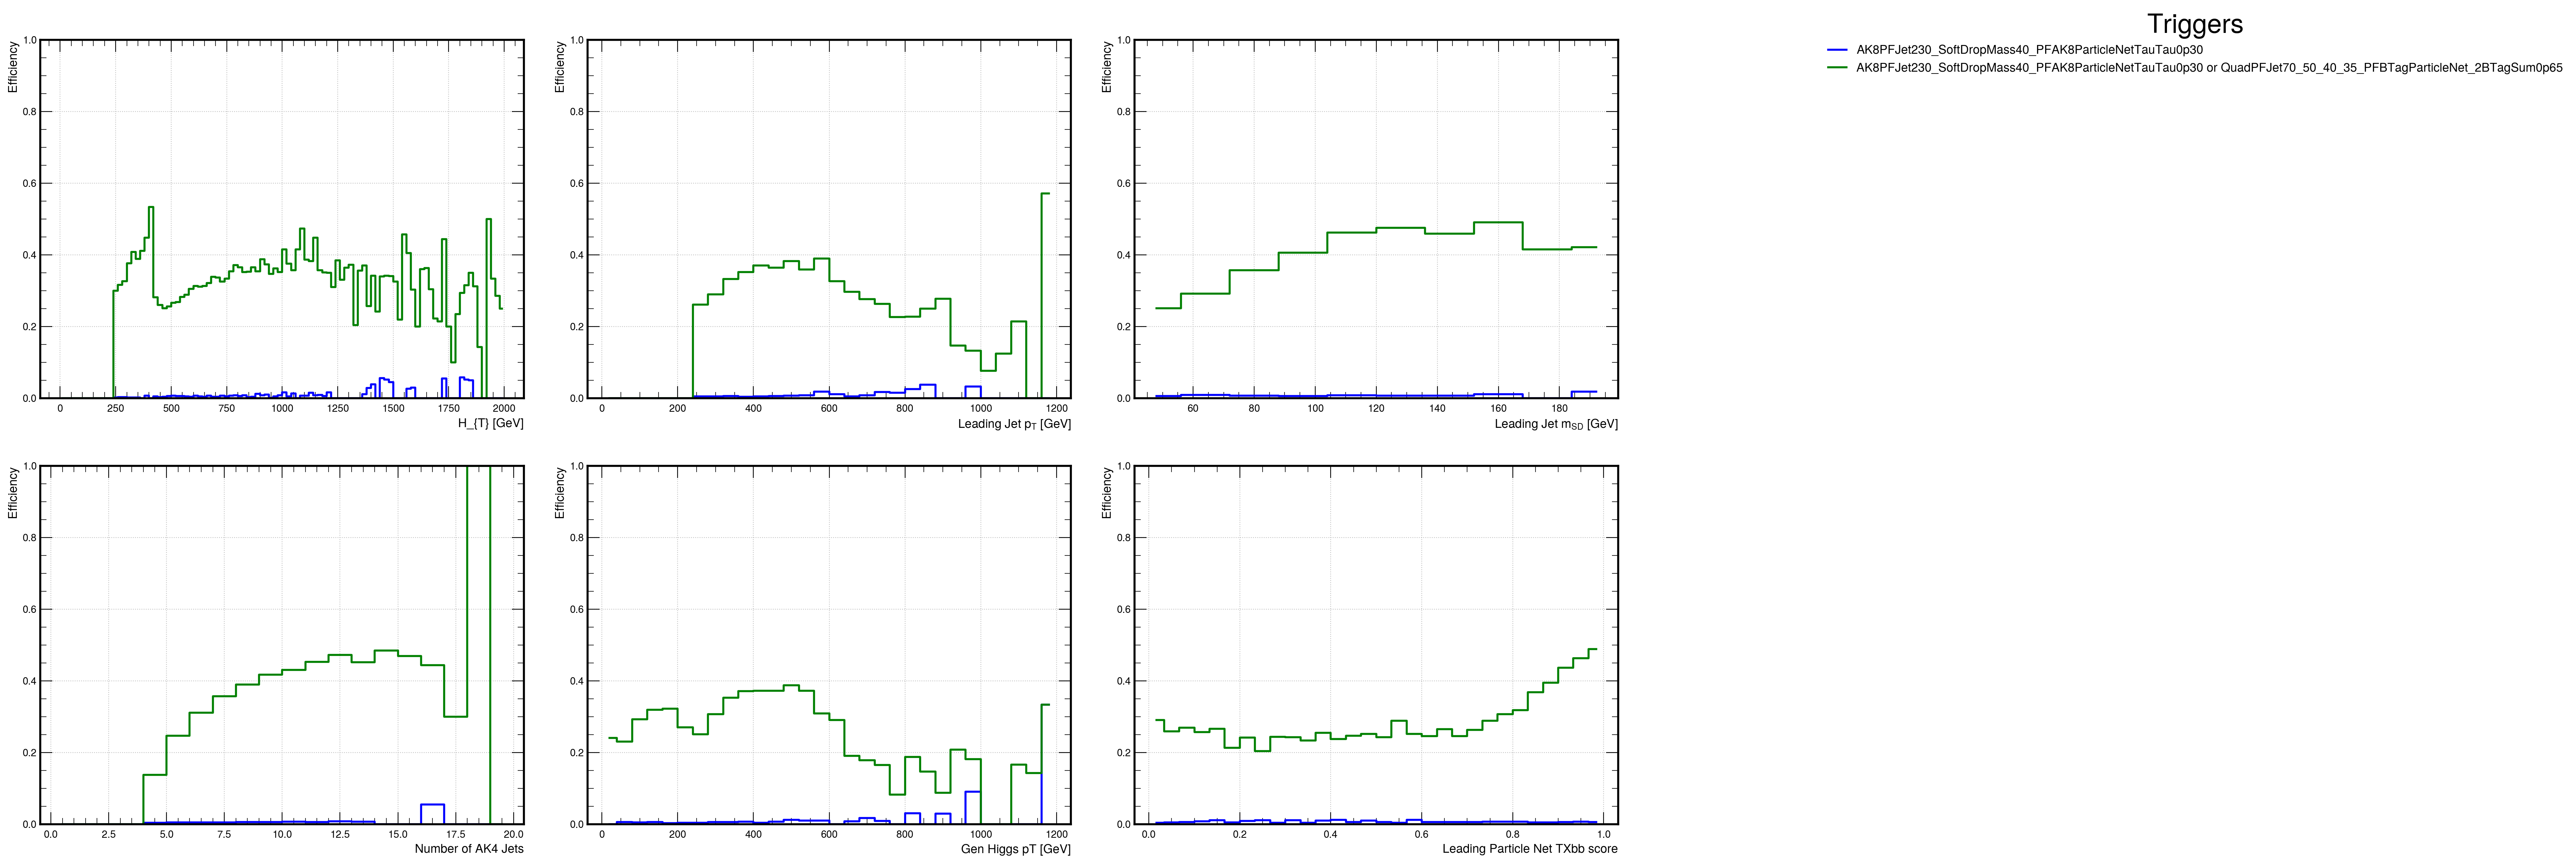 Triggers
AK8PFJet230_SoftDropMass40_PFAK8ParticleNetTauTau0p30
AK8PFJet230_SoftDropMass40_PFAK8ParticleNetTauTau0p30 or QuadPFJet70_50_40_35_PFBTagParticleNet_2BTagSum0p65
Efficiency
1.0
0.8
0.6
0.4
0.2
0.0
0 250 500 750 1000 1250 1500 1750 2000
H_{T} [GeV]
Efficiency
1.0
0.8
0.6
0.4
0.2
0.0
0 200 400 600 800 1000 1200
Leading Jet pT [GeV]
Efficiency
1.0
0.8
0.6
0.4
0.2
0.0
60 80 100 120 140 160 180
Leading Jet mSD [GeV]
Efficiency
1.0
0.8
0.6
0.4
0.2
0.0
0.0 2.5 5.0 7.5 10.0 12.5 15.0 17.5 20.0
Number of AK4 Jets
Efficiency
1.0
0.8
0.6
0.4
0.2
0.0
0 200 400 600 800 1000 1200
Gen Higgs pT [GeV]
Efficiency
1.0
0.8
0.6
0.4
0.2
0.0
0.0 0.2 0.4 0.6 0.8 1.0
Leading Particle Net TXbb score